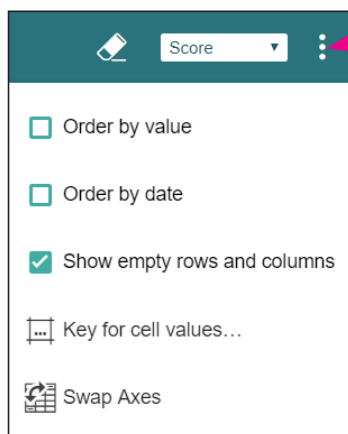 Score
Order by value
Order by date
Show empty rows and columns
Key for cell values...
Swap Axes